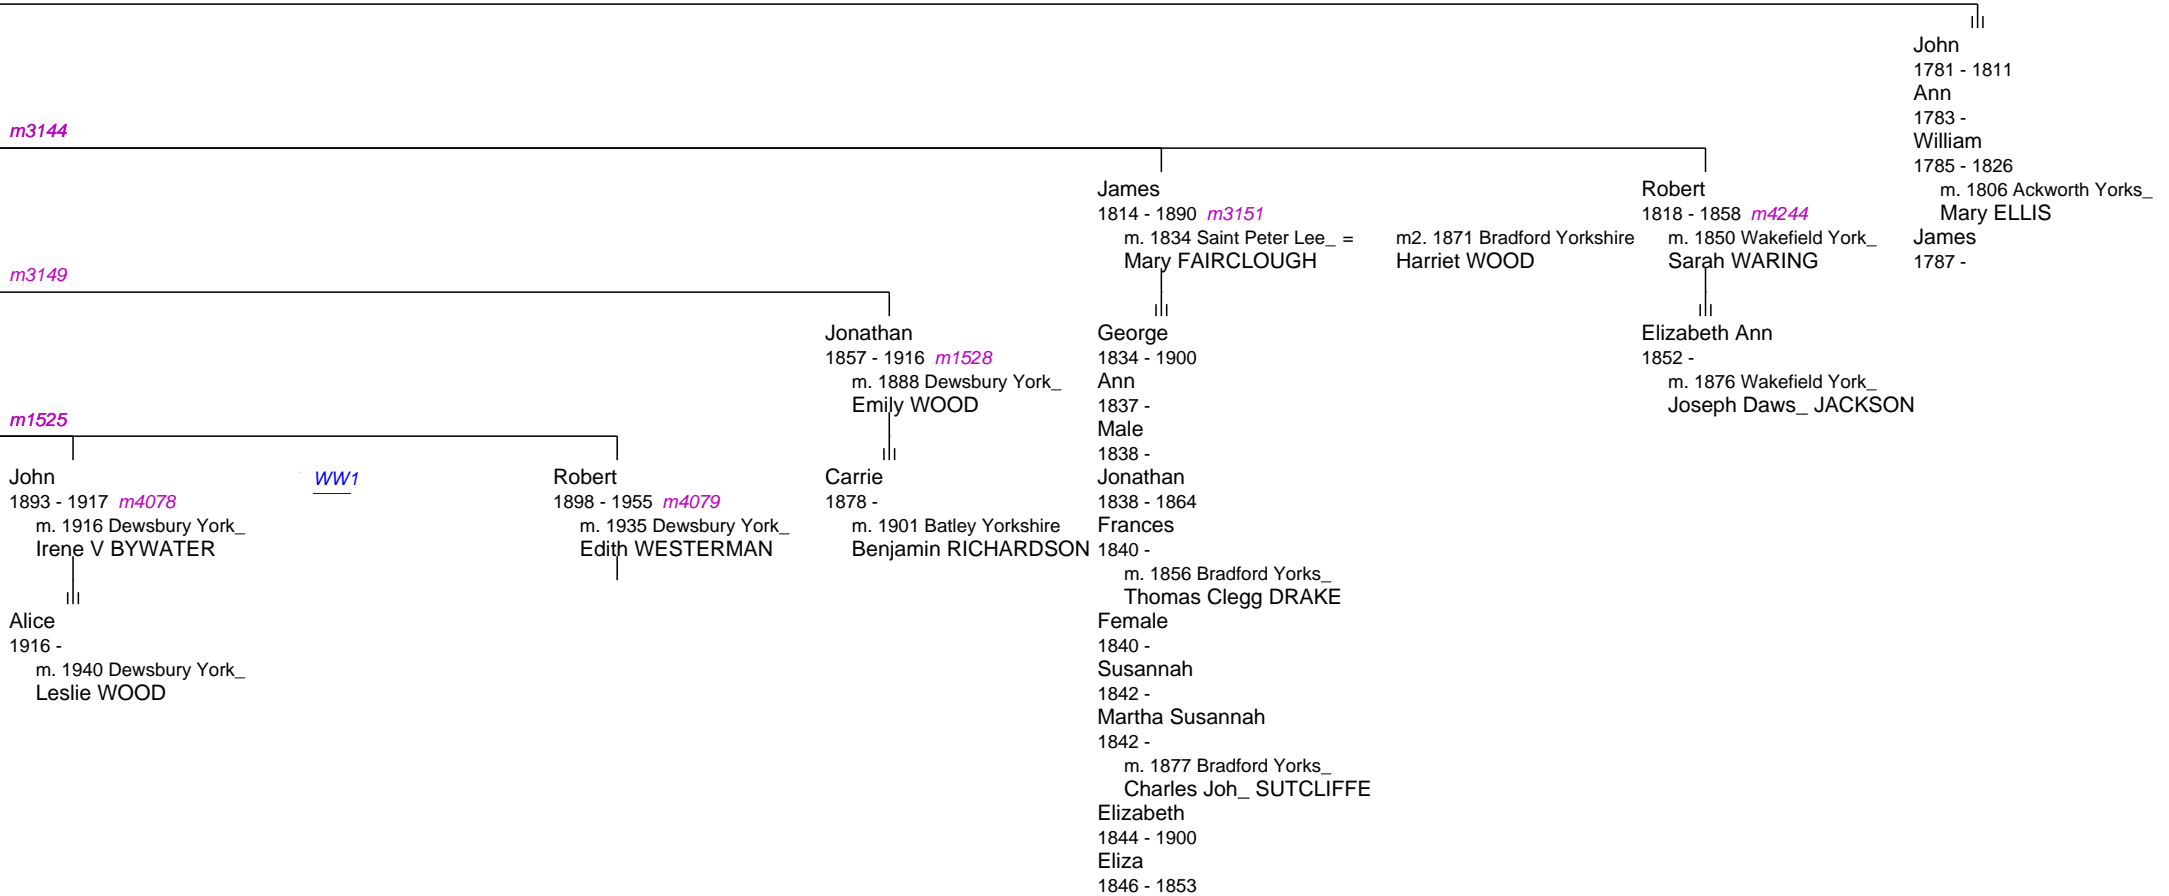 John
1781 - 1811
Ann
1783 -
William
1785 - 1826
m. 1806 Ackworth Yorks_
Mary ELLIS
James
1787 -
m3144
James
1814 - 1890 m3151
m. 1834 Saint Peter Lee_ = m2. 1871 Bradford Yorkshire
Mary FAIRCLOUGH Harriet WOOD
Robert
1818 - 1858 m4244
m. 1850 Wakefield York_
Sarah WARING
m3149
Jonathan
1857 - 1916 m1528
m. 1888 Dewsbury York_
Emily WOOD
George
1834 - 1900
Ann
1837 -
Male
1838 -
Jonathan
1838 - 1864
Frances
1840 -
m. 1856 Bradford Yorks_
Thomas Clegg DRAKE
Female
1840 -
Susannah
1842 -
Martha Susannah
1842 -
m. 1877 Bradford Yorks_
Charles Joh_ SUTCLIFFE
Elizabeth
1844 - 1900
Eliza
1846 - 1853
Elizabeth Ann
1852 -
m. 1876 Wakefield York_
Joseph Daws_ JACKSON
m1525
John
1893 - 1917 m4078
m. 1916 Dewsbury York_
Irene V BYWATER
WW1
Robert
1898 - 1955 m4079
m. 1935 Dewsbury York_
Edith WESTERMAN
Carrie
1878 -
m. 1901 Batley Yorkshire
Benjamin RICHARDSON
Alice
1916 -
m. 1940 Dewsbury York_
Leslie WOOD